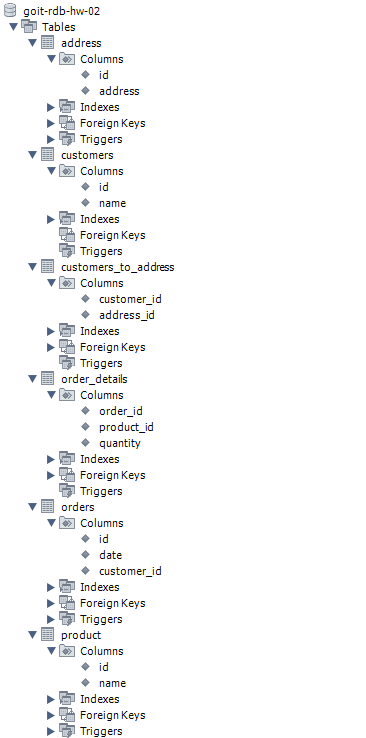 goit-rdb-hw-02
Tables
address
Columns
id
address
Indexes
Foreign Keys
Triggers
customers
Columns
id
name
Indexes
Foreign Keys
Triggers
customers_to_address
Columns
customer_id
address_id
Indexes
Foreign Keys
Triggers
order_details
Columns
order_id
product_id
quantity
Indexes
Foreign Keys
Triggers
orders
Columns
id
date
customer_id
Indexes
Foreign Keys
Triggers
product
Columns
id
name
Indexes
Foreign Keys
Triggers